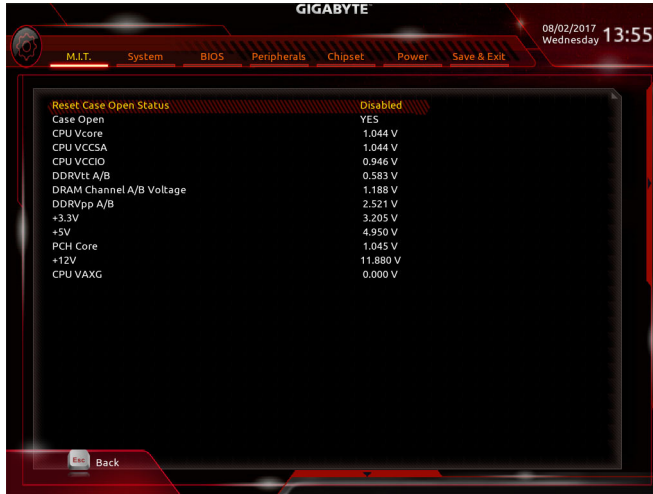 GIGABYTE
08/02/2017
Wednesday 13:55
M.I.T. System BIOS Peripherals Chipset Power Save & Exit
Reset Case Open Status Disabled
Case Open YES
CPU Vcore 1.044 V
CPU VCCSA 1.044 V
CPU VCCIO 0.946 V
DDRVtt A/B 0.583 V
DRAM Channel A/B Voltage 1.188 V
DDRVpp A/B 2.521 V
+3.3V 3.205 V
+5V 4.950 V
PCH Core 1.045 V
+12V 11.880 V
CPU VAXG 0.000 V
Esc Back